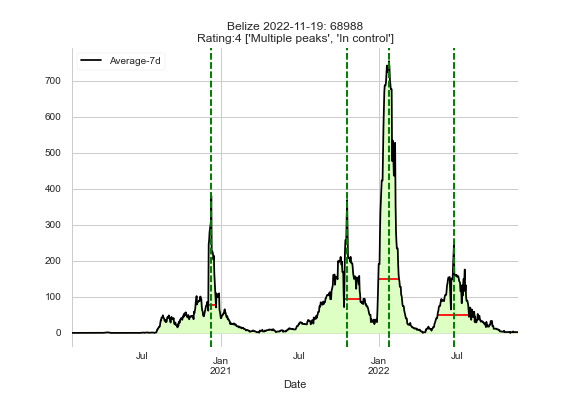 Belize 2022-11-19: 68988
Rating:4 ['Multiple peaks', 'In control']
Average-7d
700
600
500
400
300
200
100
0
Jul
Jan
2021
Jul
Jan
2022
Jul
Date